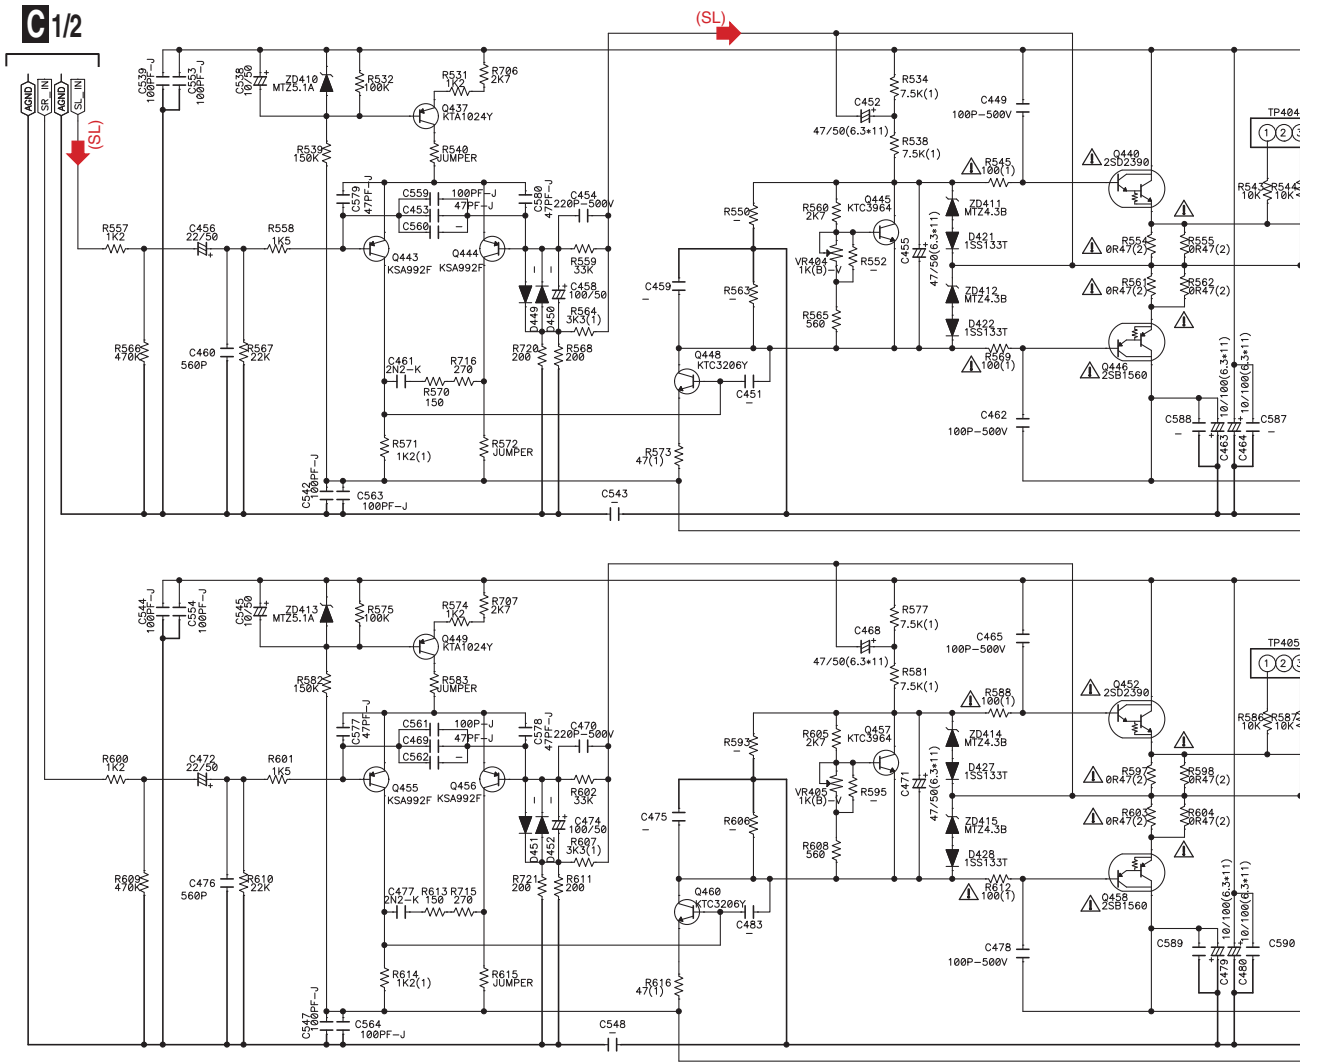 C 1/2
(SL)
AGND
SR_IN
AGND
SL_IN
(SL)
C539
100PF-J
C553
100PF-J
C538
10/50
ZD410
MTZ5.1A
R532
100K
R531
1K2
R706
2K7
Q437
KTA1024Y
R539
150K
R540
JUMPER
C579
47PF-J
C559
100PF-J
C453
47PF-J
C560
-
C580
47PF-J
C454
220P-500V
R557
1K2
C456
22/50
R558
1K5
Q443
KSA992F
Q444
KSA992F
R559
33K
D449
-
D450
-
C458
100/50
R564
3K3(1)
R566
470K
C460
560P
R567
22K
C461
2N2-K
R570
150
R716
270
R720
200
R568
200
R571
1K2(1)
R572
JUMPER
C542
100PF-J
C563
100PF-J
C543
-
C452
47/50(6.3*11)
R534
7.5K(1)
R538
7.5K(1)
C449
100P-500V
R545
100(1)
Q440
2SD2390
TP404
1 2 3
R543
10K
R544
10K
R550
-
R560
2K7
Q445
KTC3964
VR404
1K(B)-V
R552
-
C455
47/50(6.3*11)
ZD411
MTZ4.3B
D421
1SS133T
ZD412
MTZ4.3B
D422
1SS133T
C459
-
R563
-
R565
560
R554
0R47(2)
R555
0R47(2)
R561
0R47(2)
R562
0R47(2)
Q448
KTC3206Y
C451
-
R569
100(1)
Q446
2SB1560
R573
47(1)
C462
100P-500V
C588
-
C463
10/100(6.3*11)
C464
10/100(6.3*11)
C587
-
C544
100PF-J
C554
100PF-J
C545
10/50
ZD413
MTZ5.1A
R575
100K
R574
1K2
R707
2K7
Q449
KTA1024Y
R582
150K
R583
JUMPER
C577
47PF-J
C561
100P-J
C469
47PF-J
C562
-
C578
47PF-J
C470
220P-500V
R600
1K2
C472
22/50
R601
1K5
Q455
KSA992F
Q456
KSA992F
R602
33K
D451
-
D452
-
C474
100/50
R607
3K3(1)
R609
470K
C476
560P
R610
22K
C477
2N2-K
R613
150
R715
270
R721
200
R611
200
R614
1K2(1)
R615
JUMPER
C547
100PF-J
C564
100PF-J
C548
-
C468
47/50(6.3*11)
R577
7.5K(1)
R581
7.5K(1)
C465
100P-500V
R588
100(1)
Q452
2SD2390
TP405
1 2 3
R586
10K
R587
10K
R593
-
R605
2K7
Q457
KTC3964
VR405
1K(B)-V
R595
-
C471
47/50(6.3*11)
ZD414
MTZ4.3B
D427
1SS133T
ZD415
MTZ4.3B
D428
1SS133T
C475
-
R606
-
R608
560
R597
0R47(2)
R598
0R47(2)
R603
0R47(2)
R604
0R47(2)
Q460
KTC3206Y
C483
-
R612
100(1)
Q458
2SB1560
R616
47(1)
C478
100P-500V
C589
C479
10/100(6.3*11)
C480
10/100(6.3*11)
C590